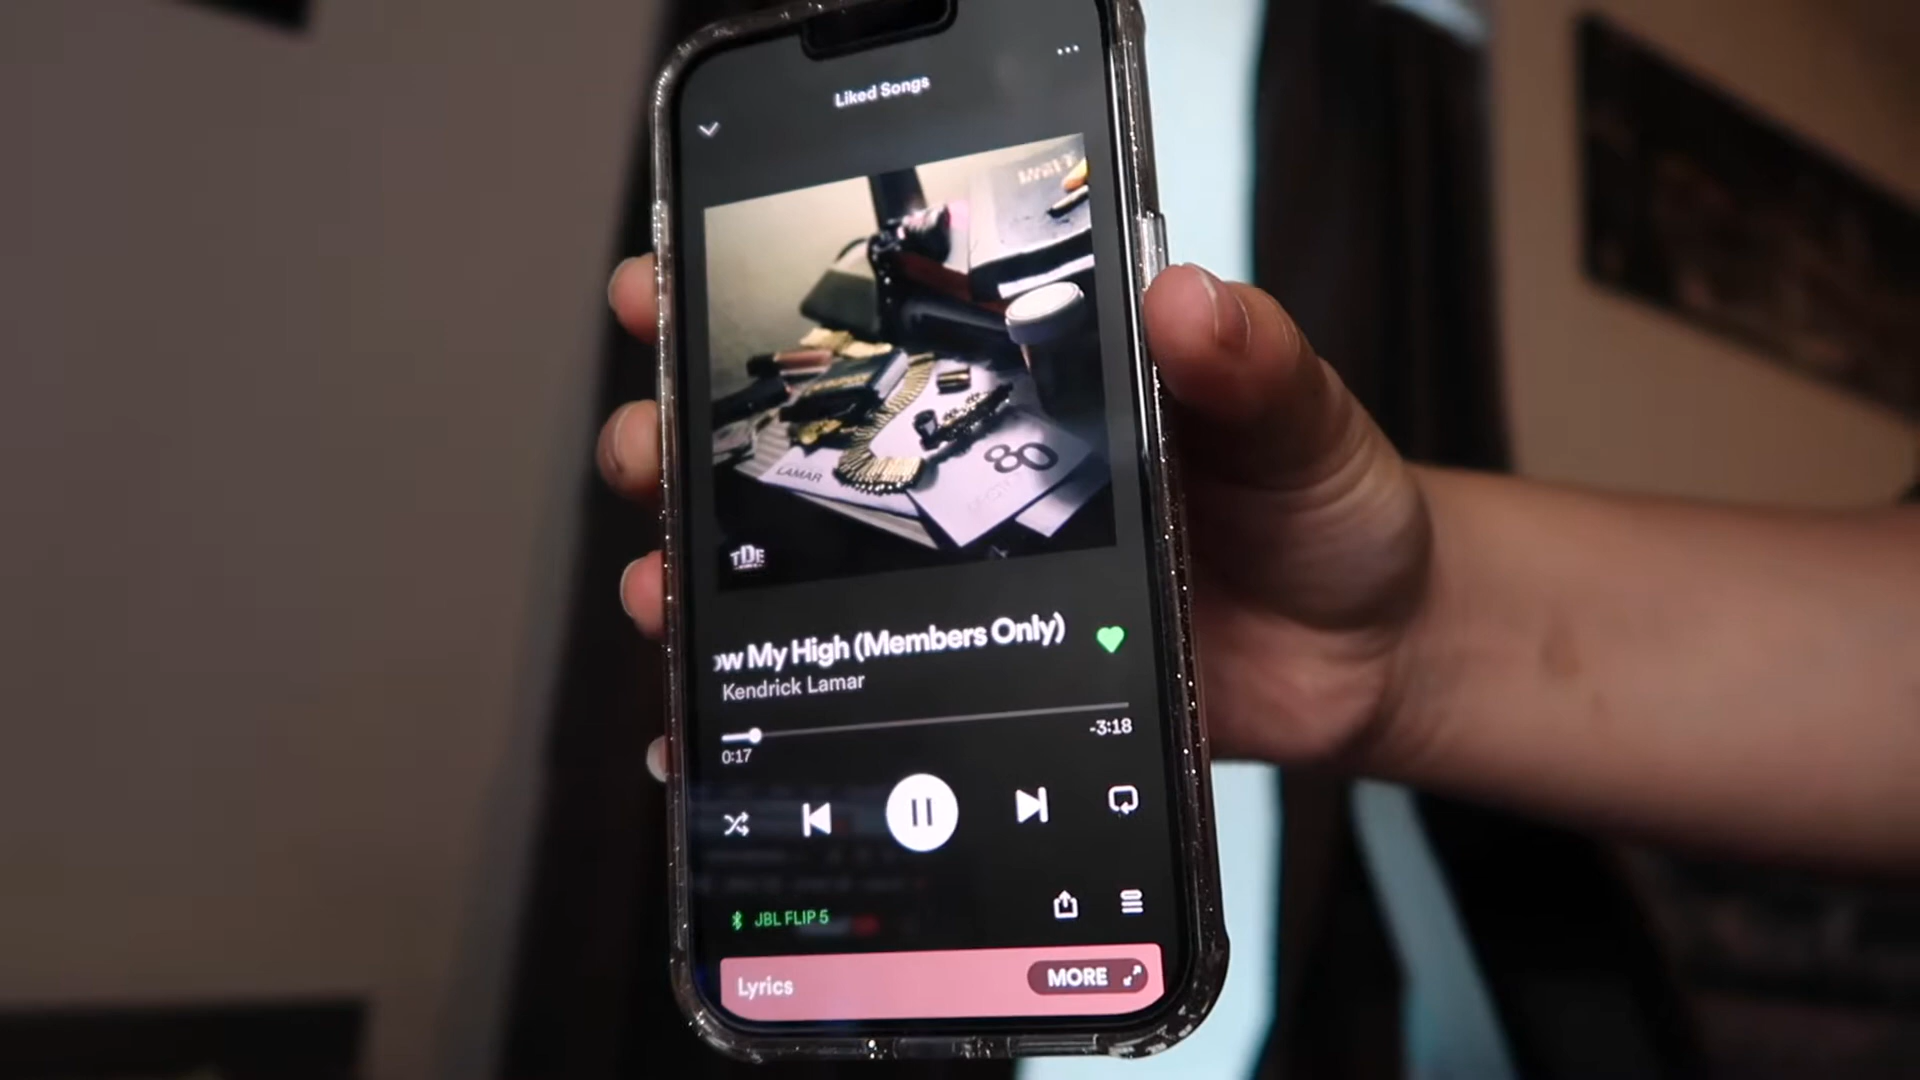 Liked Songs
LAMAR
80
TDE
ow My High (Members Only)
Kendrick Lamar
0:17
-3:18
JBL FLIP 5
Lyrics
MORE